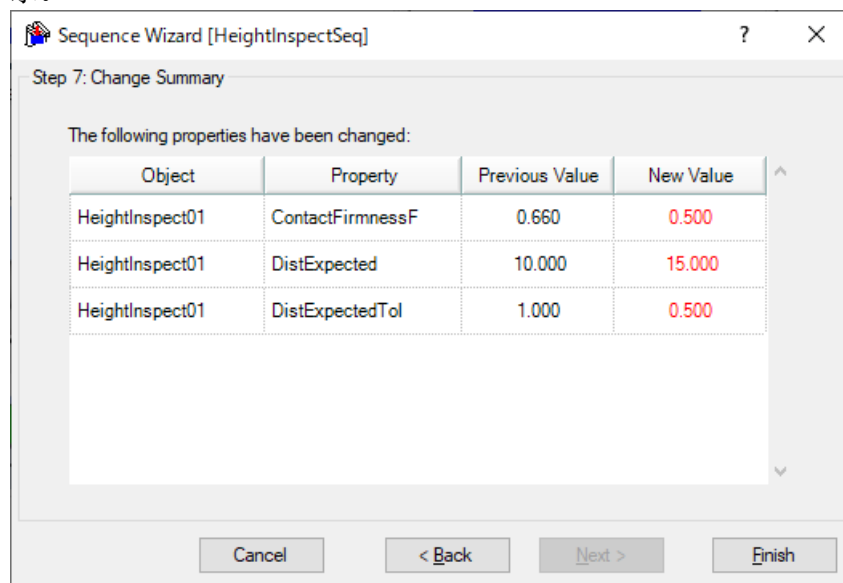 Sequence Wizard [HeightInspectSeq] ?
Step 7: Change Summary
The following properties have been changed:
Object Property Previous Value New Value
HeightInspect01 ContactFirmnessF 0.660 0.500
HeightInspect01 DistExpected 10.000 15.000
HeightInspect01 DistExpectedTol 1.000 0.500
Cancel < Back Next > Finish